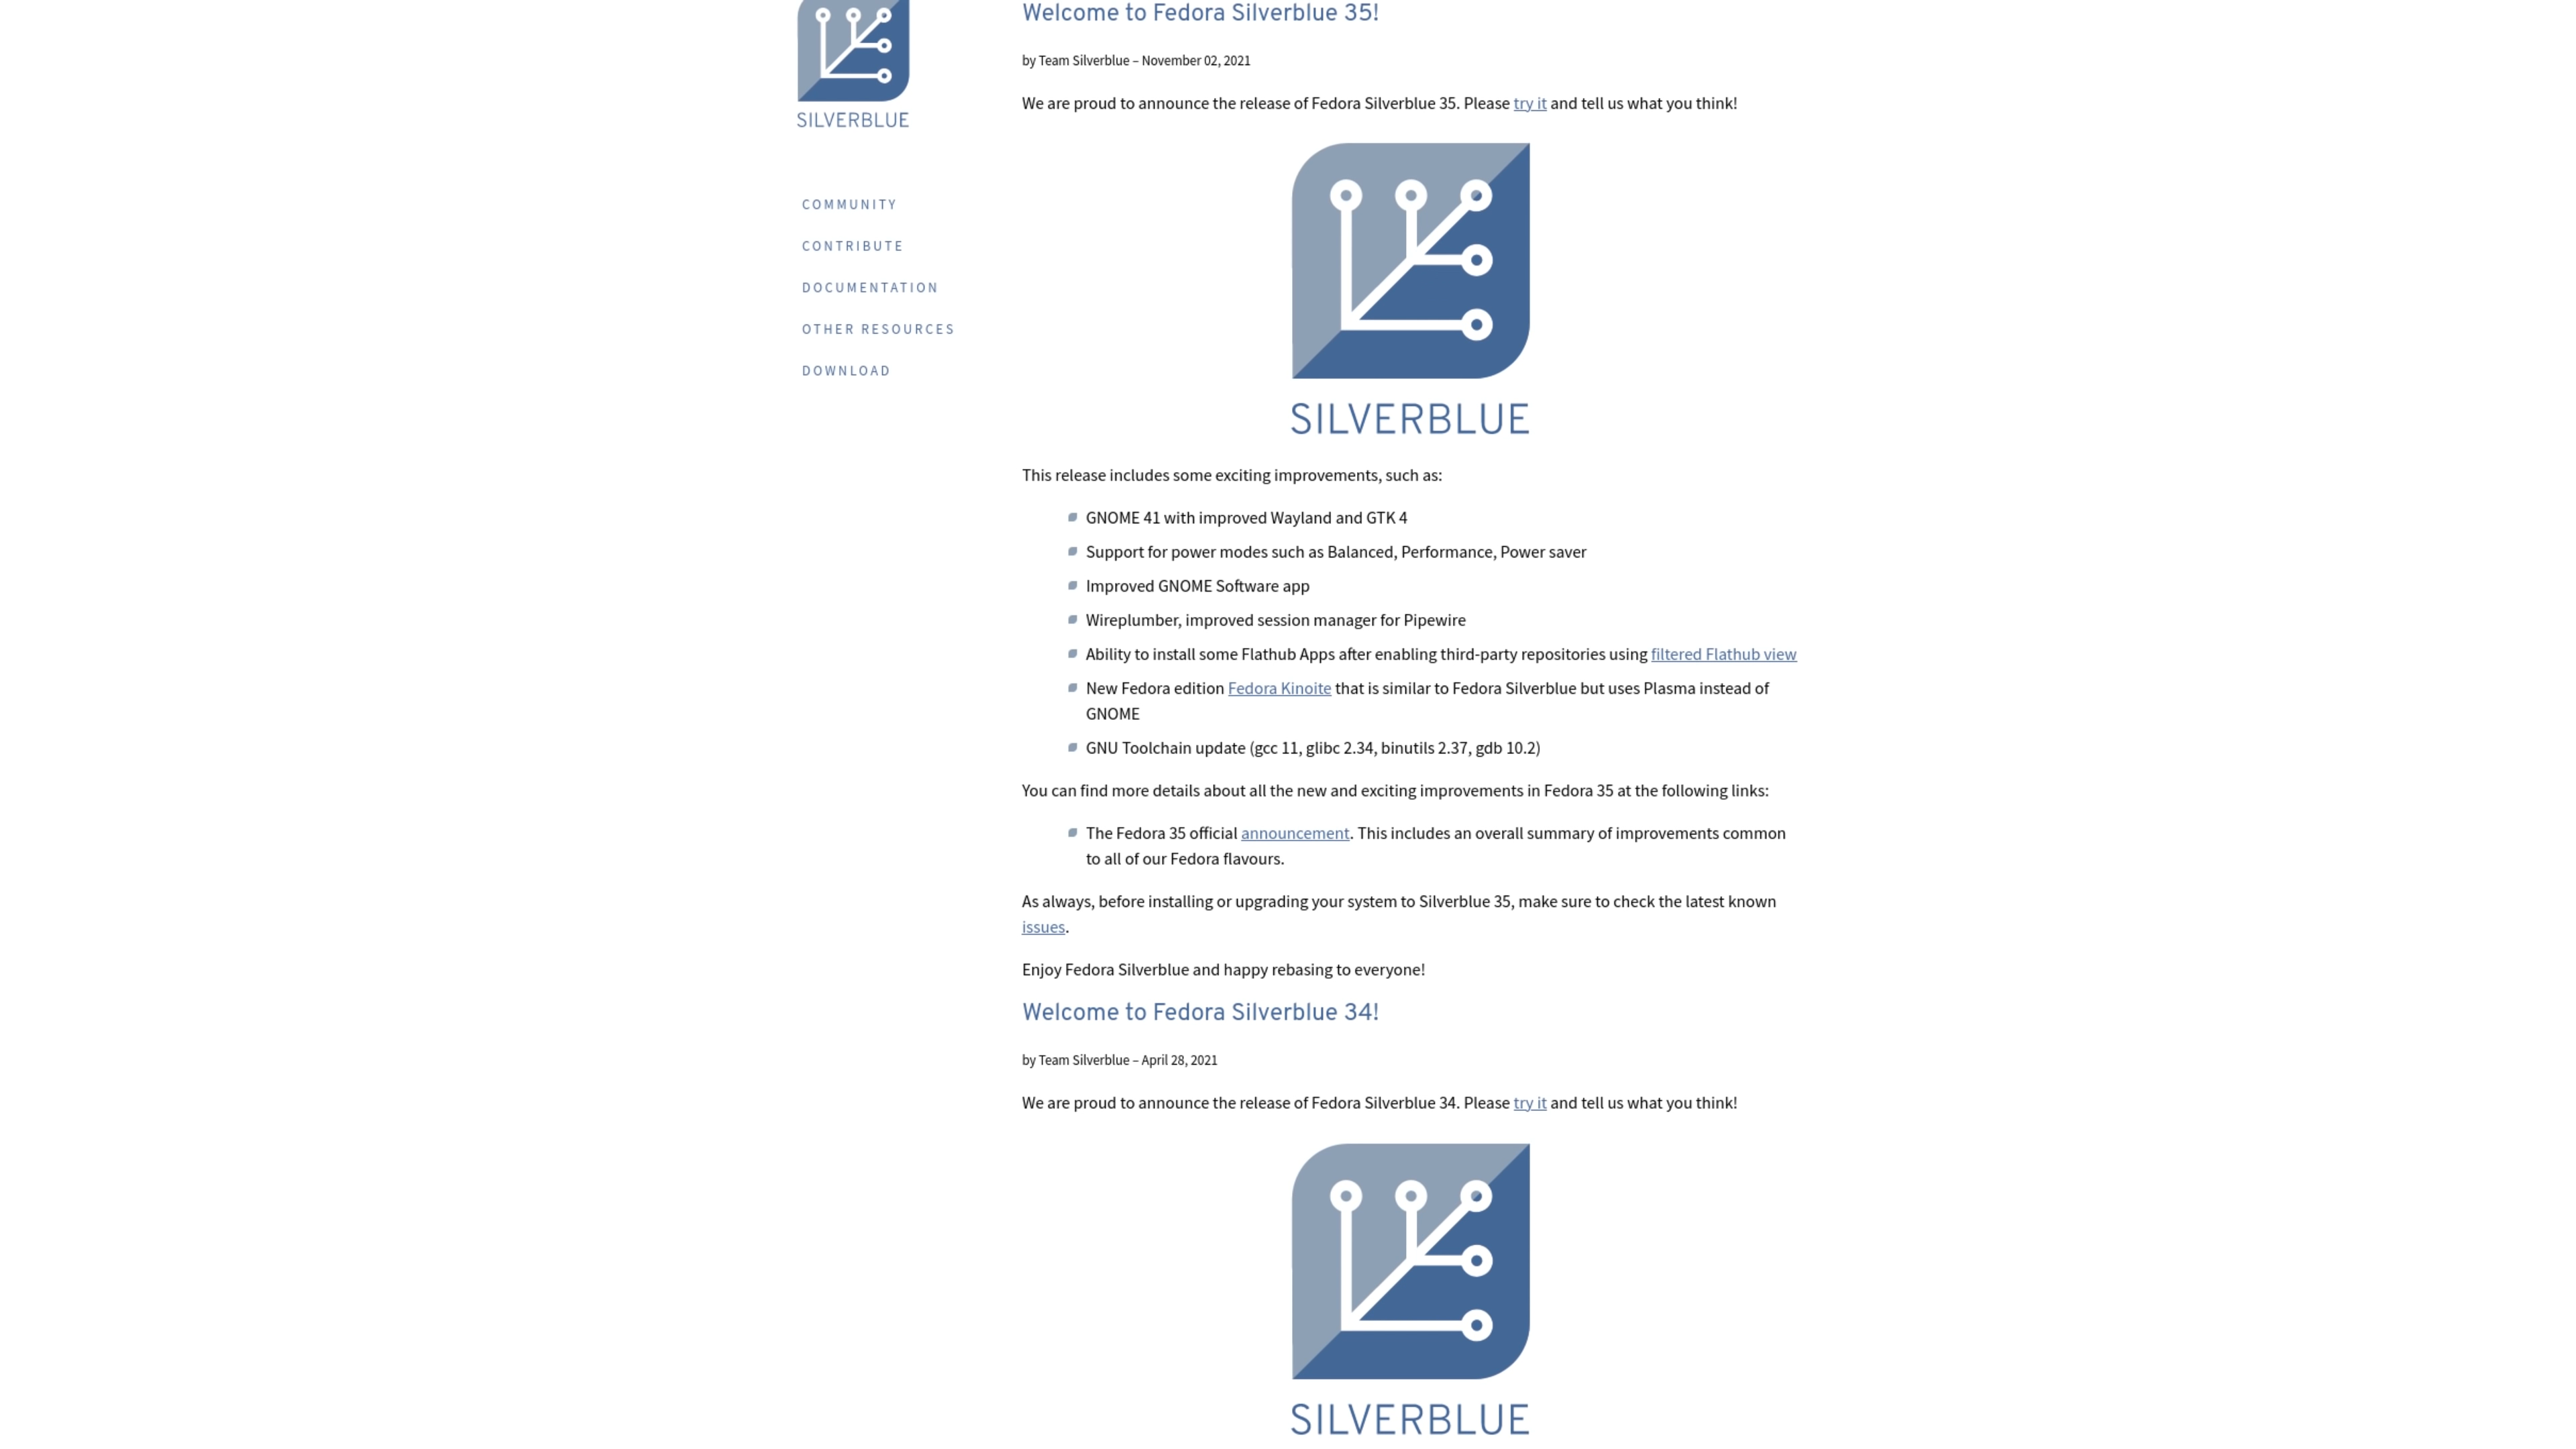 SILVERBLUE
COMMUNITY
CONTRIBUTE
DOCUMENTATION
OTHER RESOURCES
DOWNLOAD
Welcome to Fedora Silverblue 35!
by Team Silverblue – November 02, 2021
We are proud to announce the release of Fedora Silverblue 35. Please try it and tell us what you think!
SILVERBLUE
This release includes some exciting improvements, such as:
GNOME 41 with improved Wayland and GTK 4
Support for power modes such as Balanced, Performance, Power saver
Improved GNOME Software app
Wireplumber, improved session manager for Pipewire
Ability to install some Flathub Apps after enabling third-party repositories using filtered Flathub view
New Fedora edition Fedora Kinoite that is similar to Fedora Silverblue but uses Plasma instead of
GNOME
GNU Toolchain update (gcc 11, glibc 2.34, binutils 2.37, gdb 10.2)
You can find more details about all the new and exciting improvements in Fedora 35 at the following links:
The Fedora 35 official announcement. This includes an overall summary of improvements common
to all of our Fedora flavours.
As always, before installing or upgrading your system to Silverblue 35, make sure to check the latest known
issues.
Enjoy Fedora Silverblue and happy rebasing to everyone!
Welcome to Fedora Silverblue 34!
by Team Silverblue – April 28, 2021
We are proud to announce the release of Fedora Silverblue 34. Please try it and tell us what you think!
SILVERBLUE